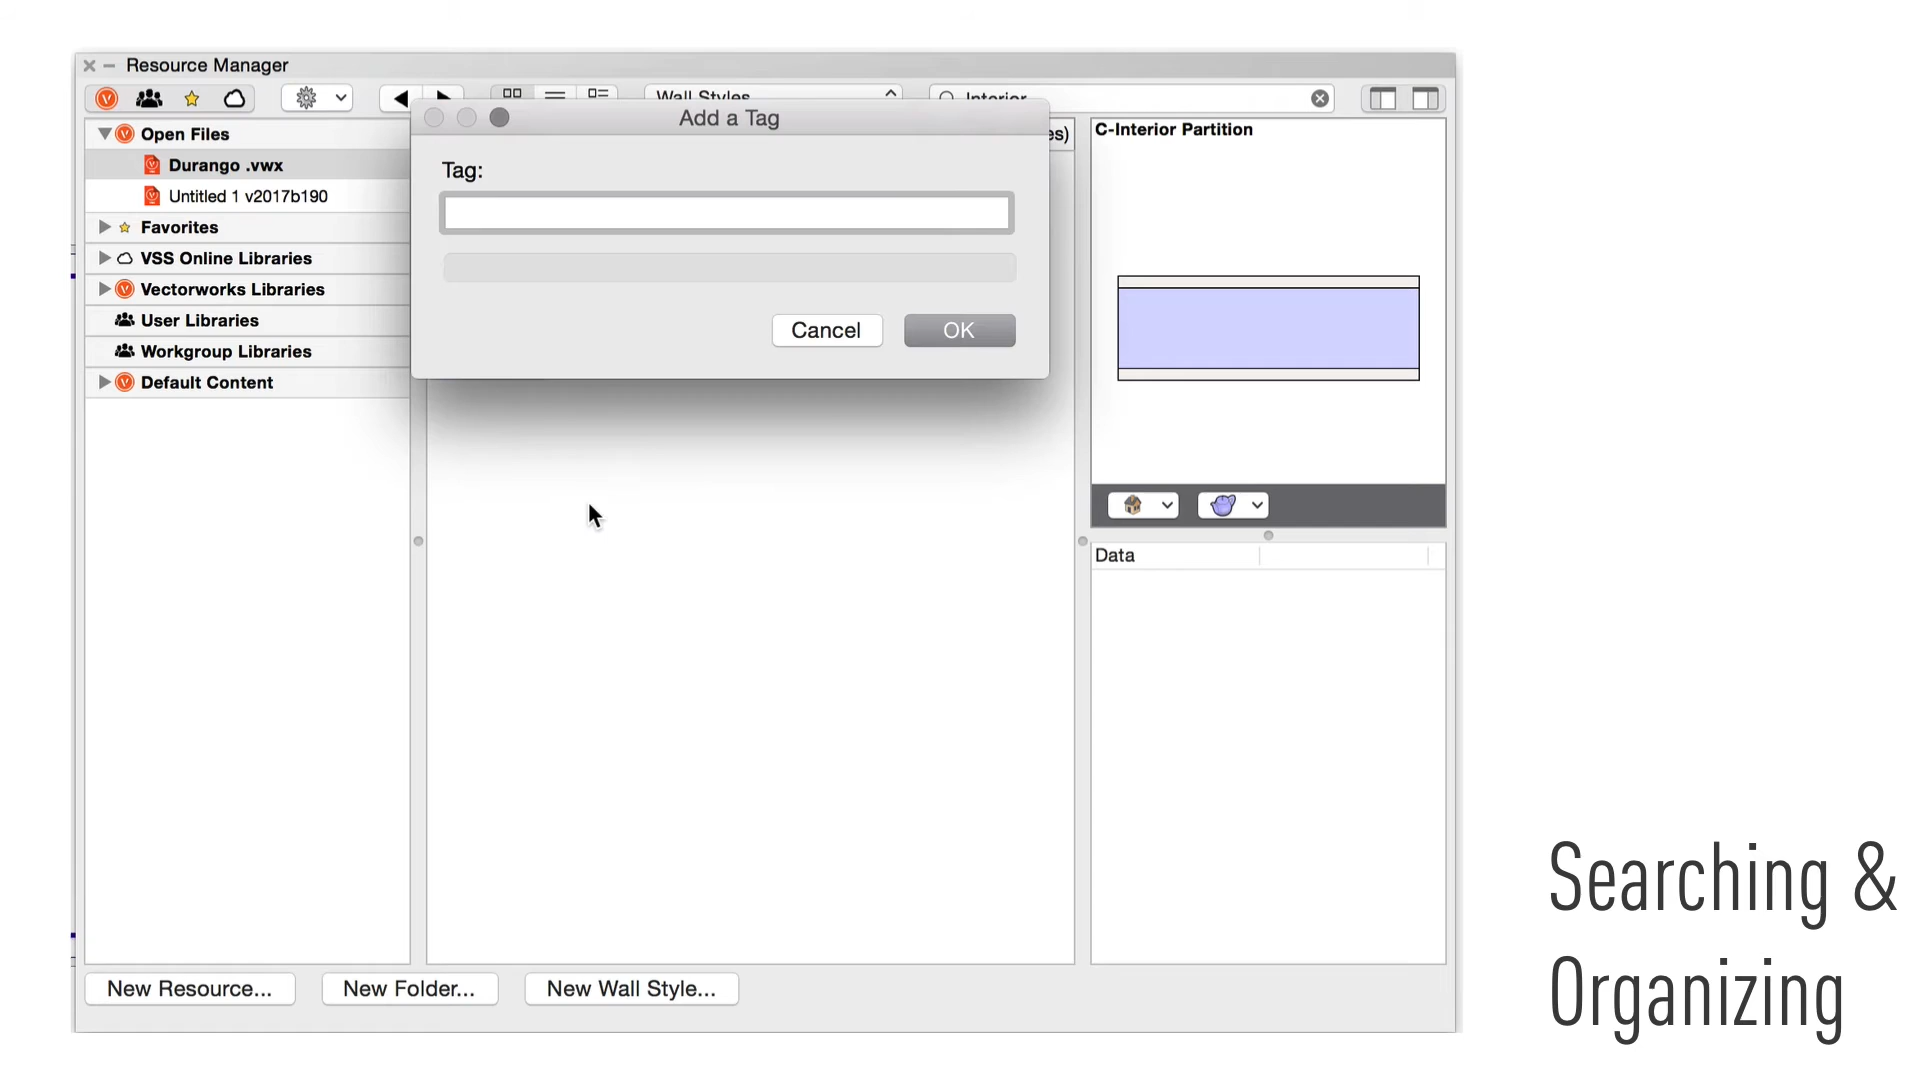 Resource Manager
Wall Styles
Interior
Add a Tag
Tag:
Cancel
OK
es)
Open Files
Durango .vwx
Untitled 1 v2017b190
Favorites
VSS Online Libraries
Vectorworks Libraries
User Libraries
Workgroup Libraries
Default Content
C-Interior Partition
Data
New Resource...
New Folder...
New Wall Style...
Searching &
Organizing